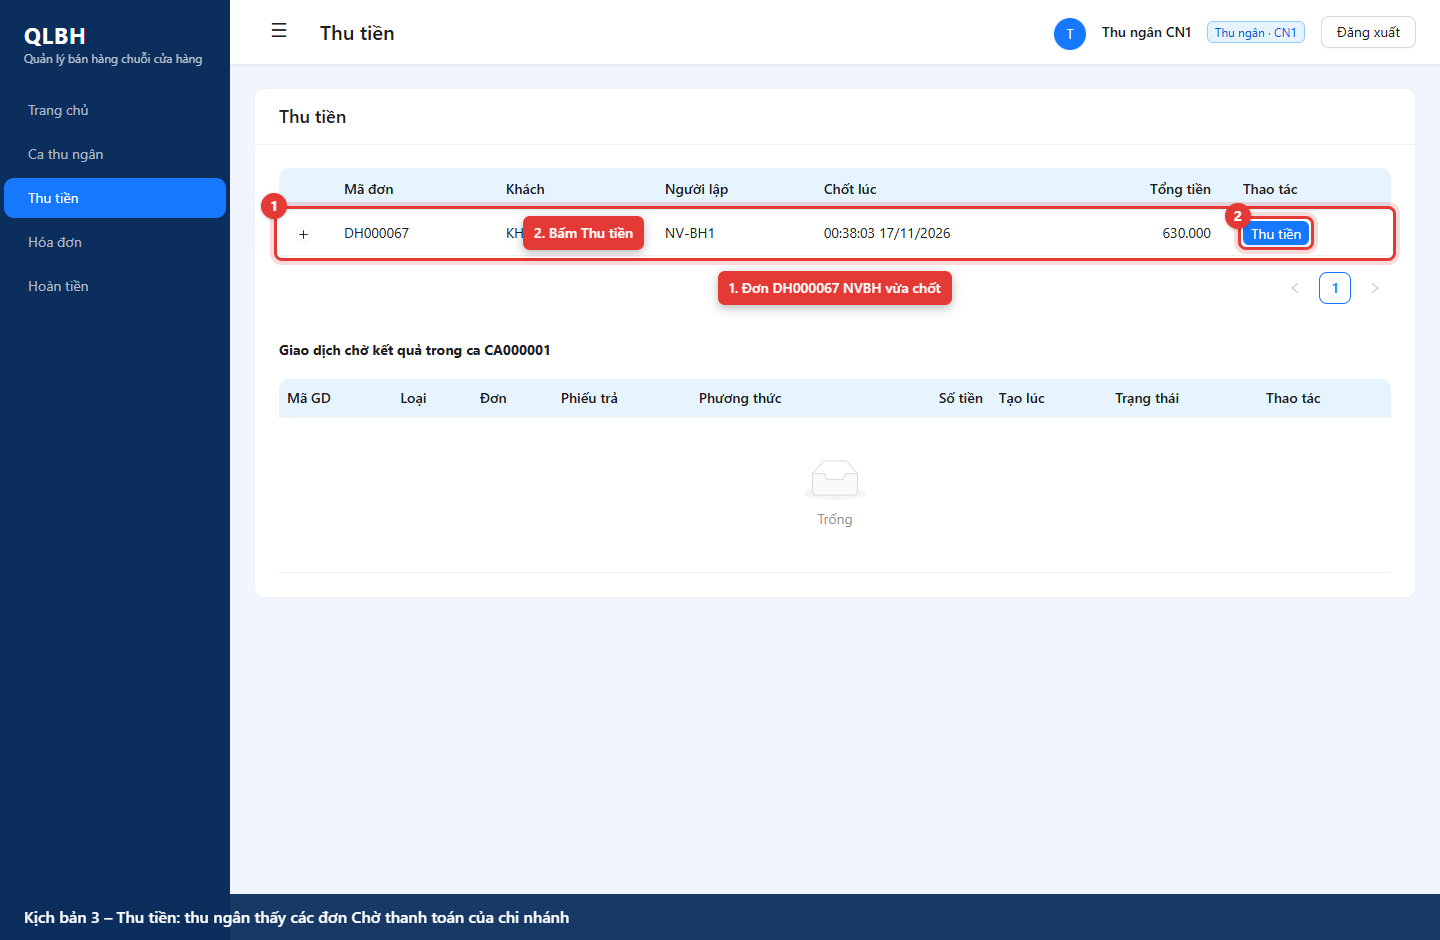 QLBH
Quản lý bán hàng chuỗi cửa hàng
Trang chủ
Ca thu ngân
Thu tiền
Hóa đơn
Hoàn tiền
☰ Thu tiền
T Thu ngân CN1 Thu ngân · CN1 Đăng xuất
Thu tiền
Mã đơn Khách Người lập Chốt lúc Tổng tiền Thao tác
1 2
+ DH000067 KH 2. Bấm Thu tiền NV-BH1 00:38:03 17/11/2026 630.000 Thu tiền
1. Đơn DH000067 NVBH vừa chốt
< 1 >
Giao dịch chờ kết quả trong ca CA000001
Mã GD Loại Đơn Phiếu trả Phương thức Số tiền Tạo lúc Trạng thái Thao tác
Trống
Kịch bản 3 – Thu tiền: thu ngân thấy các đơn Chờ thanh toán của chi nhánh